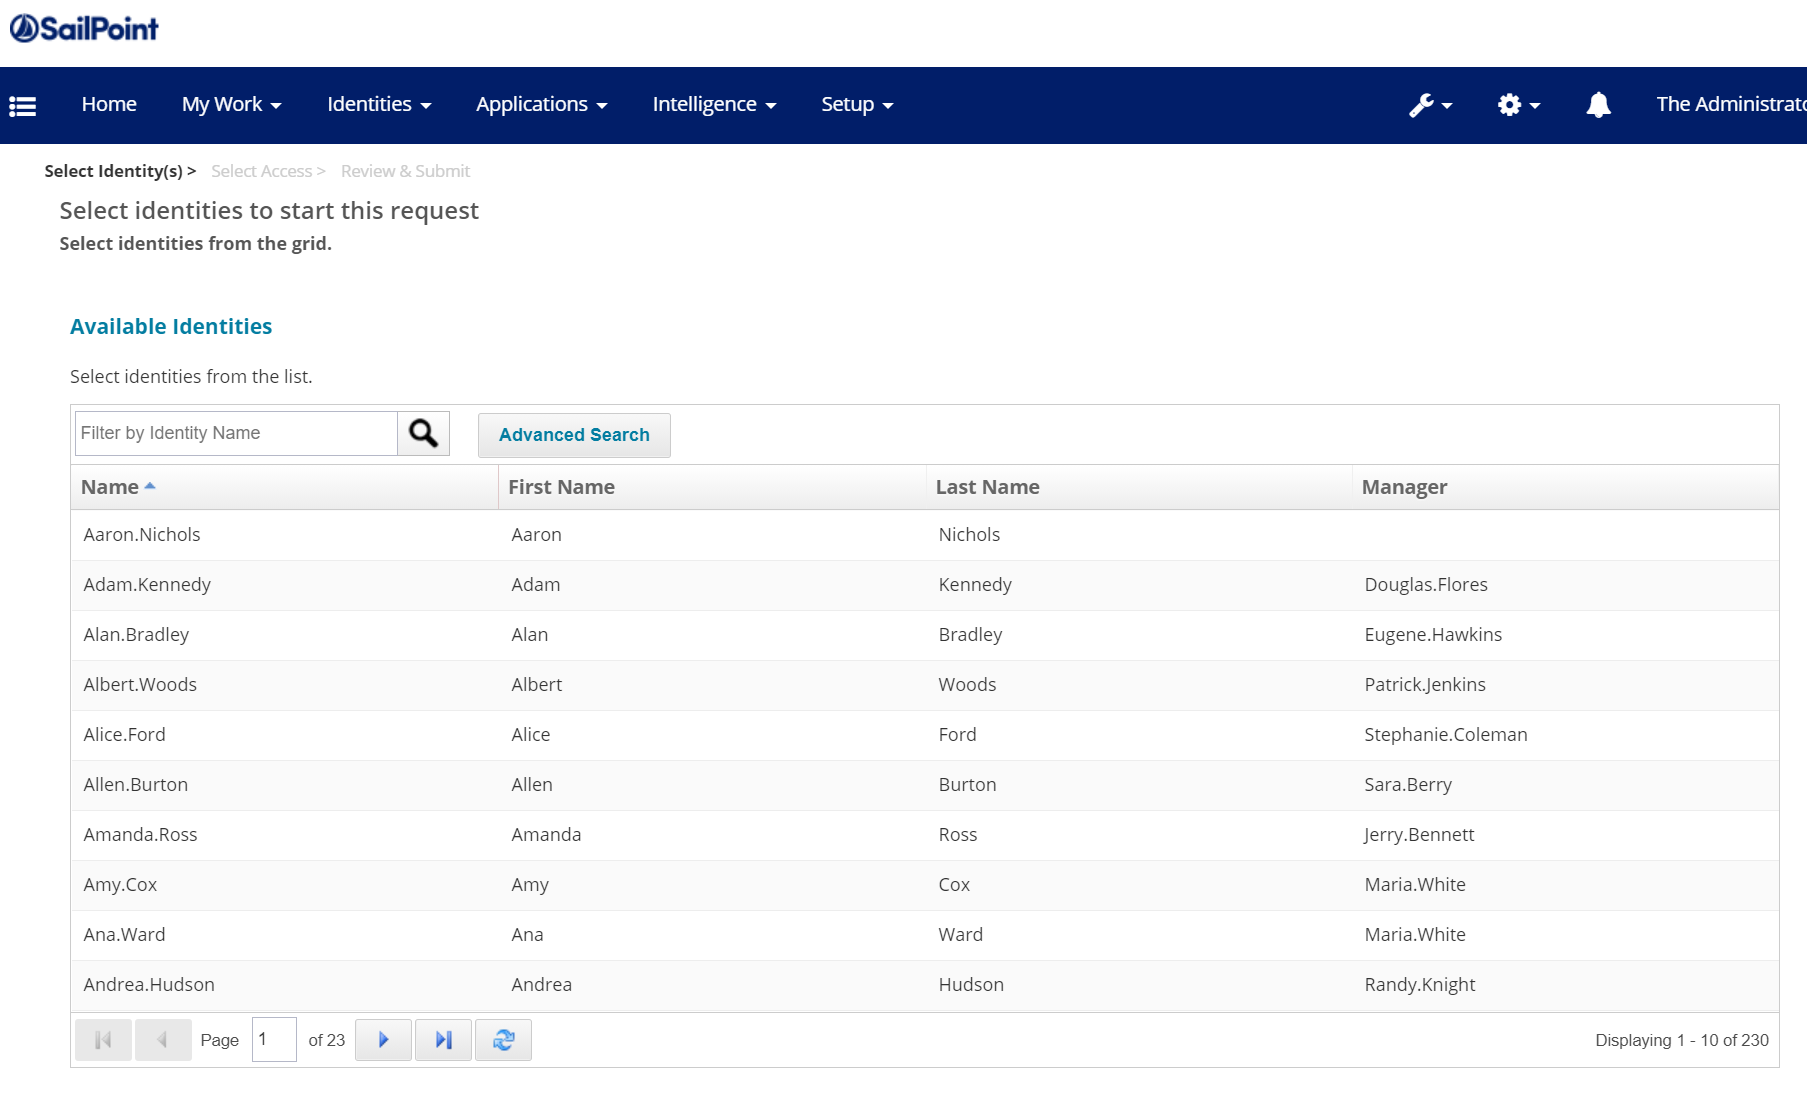 SailPoint
Home My Work Identities Applications Intelligence Setup The Administrato
Select Identity(s) > Select Access > Review & Submit
Select identities to start this request
Select identities from the grid.
Available Identities
Select identities from the list.
Filter by Identity Name Advanced Search
Name First Name Last Name Manager
Aaron.Nichols Aaron Nichols
Adam.Kennedy Adam Kennedy Douglas.Flores
Alan.Bradley Alan Bradley Eugene.Hawkins
Albert.Woods Albert Woods Patrick.Jenkins
Alice.Ford Alice Ford Stephanie.Coleman
Allen.Burton Allen Burton Sara.Berry
Amanda.Ross Amanda Ross Jerry.Bennett
Amy.Cox Amy Cox Maria.White
Ana.Ward Ana Ward Maria.White
Andrea.Hudson Andrea Hudson Randy.Knight
Page 1 of 23 Displaying 1 - 10 of 230